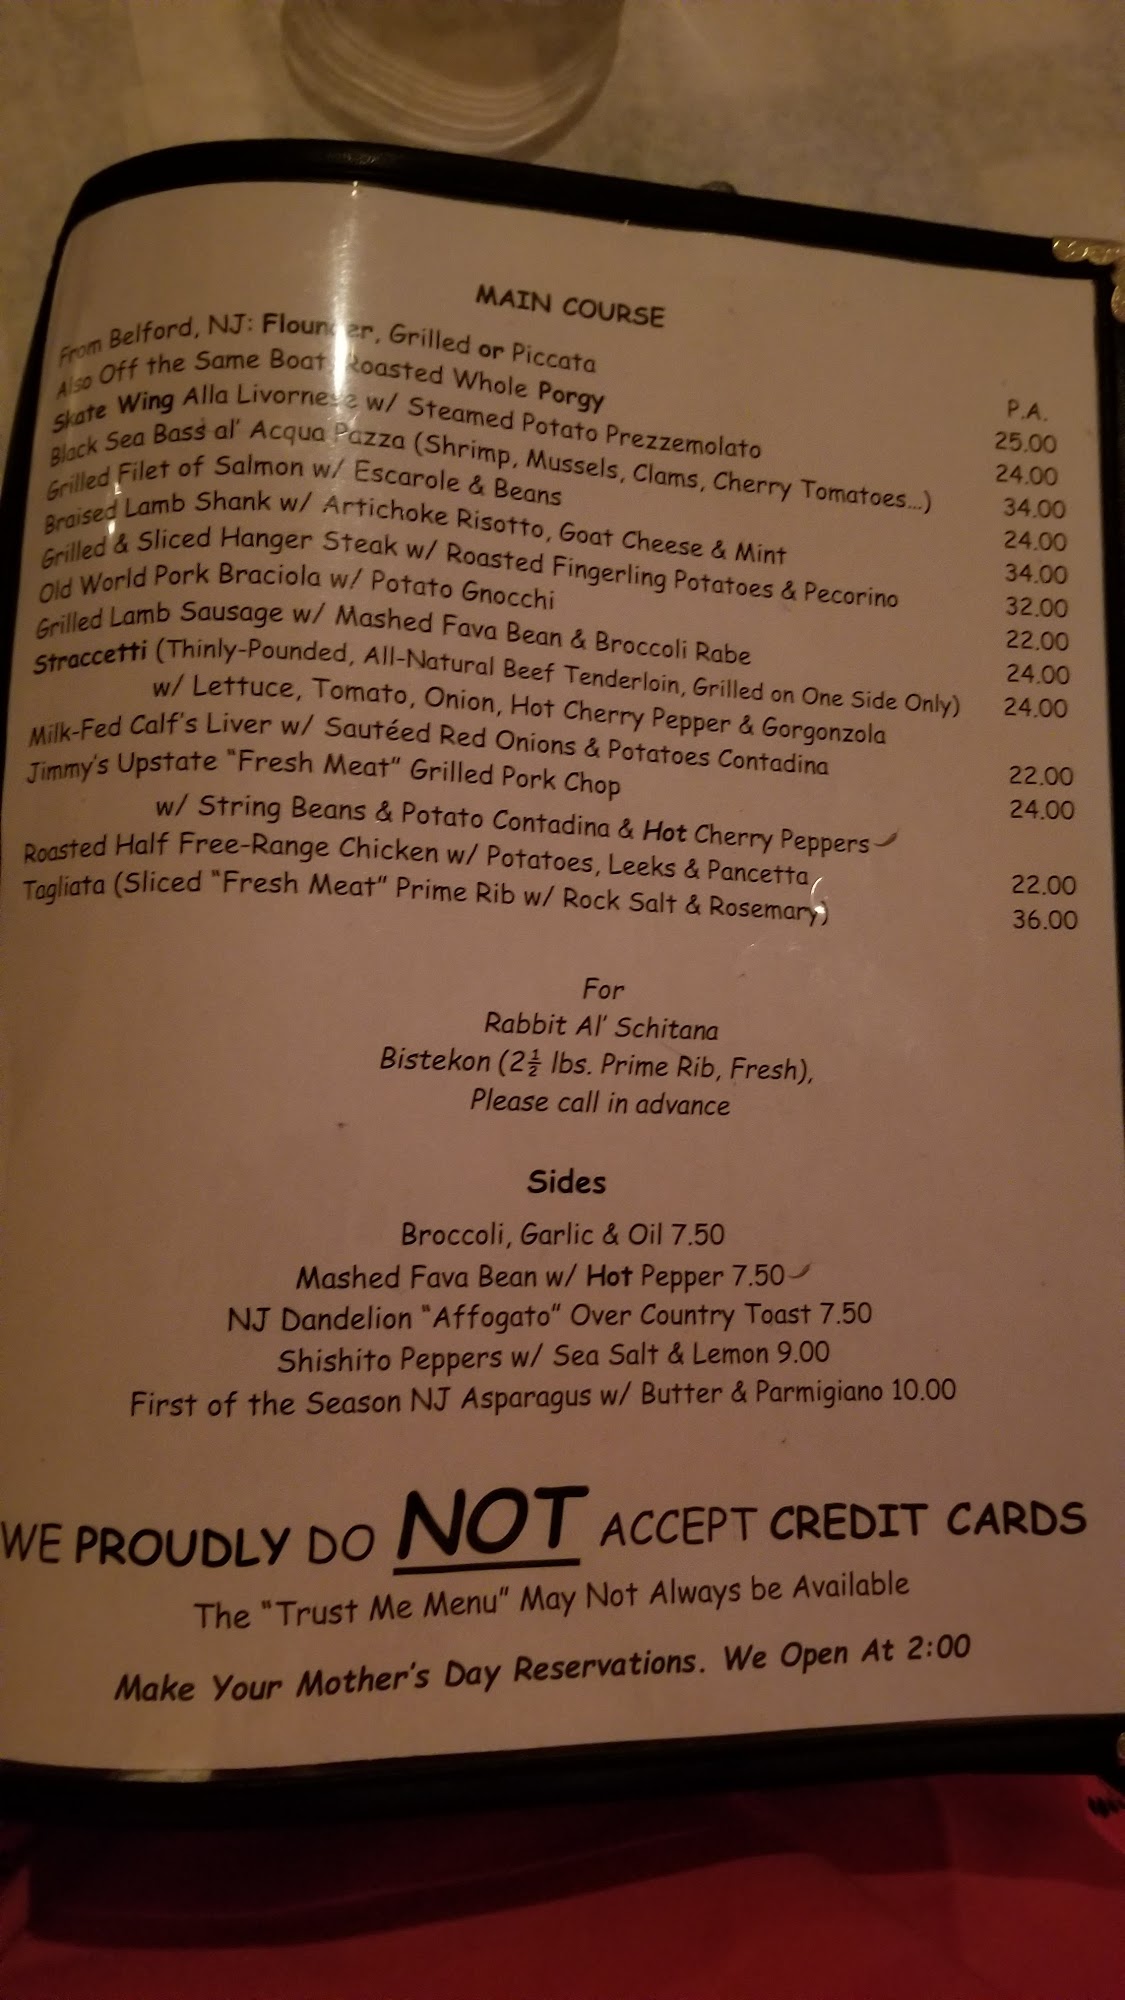 MAIN COURSE
From Belford, NJ: Flounder, Grilled or Piccata P.A.
Also Off the Same Boat, Roasted Whole Porgy 25.00
Skate Wing Alla Livornese w/ Steamed Potato Prezzemolato 24.00
Black Sea Bass al' Acqua Pazza (Shrimp, Mussels, Clams, Cherry Tomatoes...) 34.00
Grilled Filet of Salmon w/ Escarole & Beans 24.00
Braised Lamb Shank w/ Artichoke Risotto, Goat Cheese & Mint 34.00
Grilled & Sliced Hanger Steak w/ Roasted Fingerling Potatoes & Pecorino 32.00
Old World Pork Braciola w/ Potato Gnocchi 22.00
Grilled Lamb Sausage w/ Mashed Fava Bean & Broccoli Rabe 24.00
Straccetti (Thinly-Pounded, All-Natural Beef Tenderloin, Grilled on One Side Only) 24.00
w/ Lettuce, Tomato, Onion, Hot Cherry Pepper & Gorgonzola
Milk-Fed Calf's Liver w/ Sautéed Red Onions & Potatoes Contadina 22.00
Jimmy's Upstate "Fresh Meat" Grilled Pork Chop 24.00
w/ String Beans & Potato Contadina & Hot Cherry Peppers
Roasted Half Free-Range Chicken w/ Potatoes, Leeks & Pancetta 22.00
Tagliata (Sliced "Fresh Meat" Prime Rib w/ Rock Salt & Rosemary) 36.00
For
Rabbit Al' Schitana
Bistekon (2½ lbs. Prime Rib, Fresh),
Please call in advance
Sides
Broccoli, Garlic & Oil 7.50
Mashed Fava Bean w/ Hot Pepper 7.50
NJ Dandelion "Affogato" Over Country Toast 7.50
Shishito Peppers w/ Sea Salt & Lemon 9.00
First of the Season NJ Asparagus w/ Butter & Parmigiano 10.00
WE PROUDLY DO NOT ACCEPT CREDIT CARDS
The "Trust Me Menu" May Not Always be Available
Make Your Mother's Day Reservations. We Open At 2:00